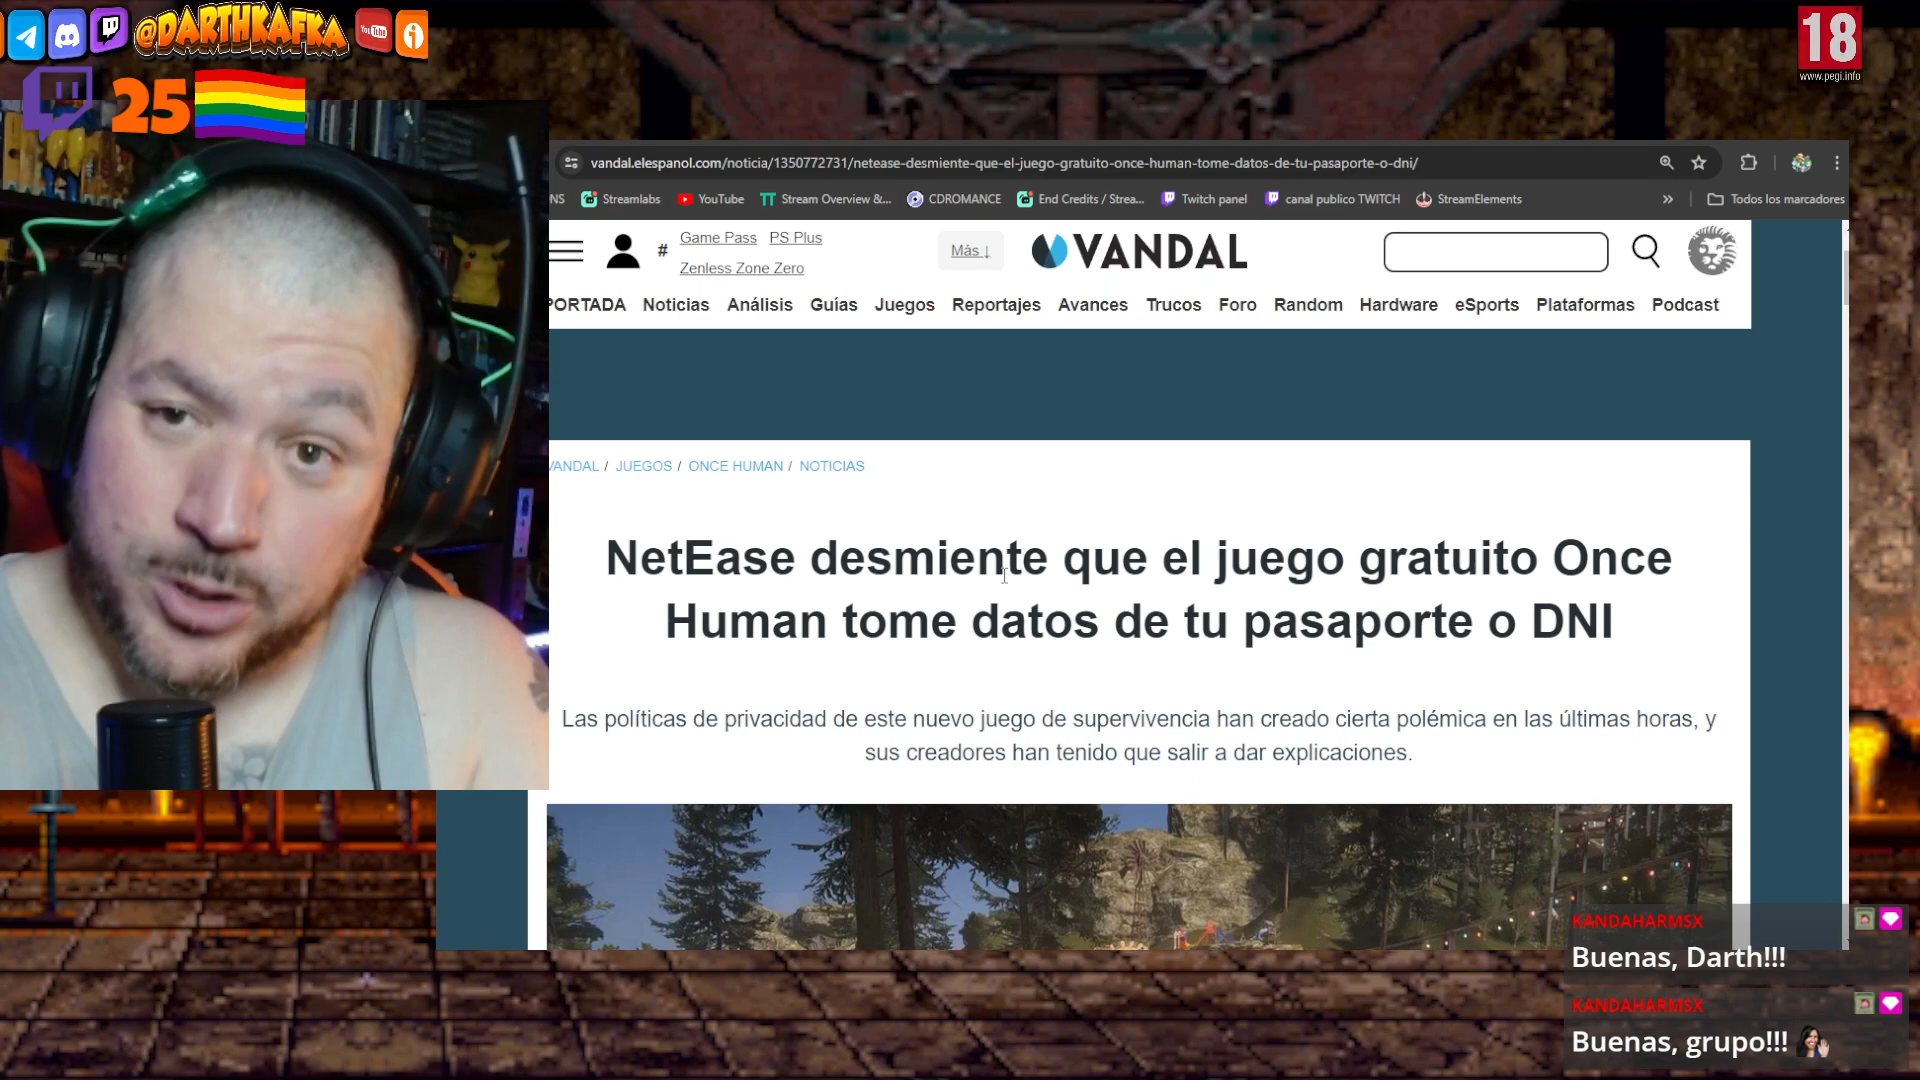 @DARTHKAFKA
YouTube
18
www.pegi.info
25
vandal.elespanol.com/noticia/1350772731/netease-desmiente-que-el-juego-gratuito-once-human-tome-datos-de-tu-pasaporte-o-dni/
NS Streamlabs YouTube Stream Overview &... CDROMANCE End Credits / Strea... Twitch panel canal publico TWITCH StreamElements » Todos los marcadores
# Game Pass PS Plus
Zenless Zone Zero
Más ↓
VANDAL
PORTADA Noticias Análisis Guías Juegos Reportajes Avances Trucos Foro Random Hardware eSports Plataformas Podcast
VANDAL / JUEGOS / ONCE HUMAN / NOTICIAS
NetEase desmiente que el juego gratuito Once
Human tome datos de tu pasaporte o DNI
Las políticas de privacidad de este nuevo juego de supervivencia han creado cierta polémica en las últimas horas, y
sus creadores han tenido que salir a dar explicaciones.
KANDAHARMSX
Buenas, Darth!!!
KANDAHARMSX
Buenas, grupo!!!